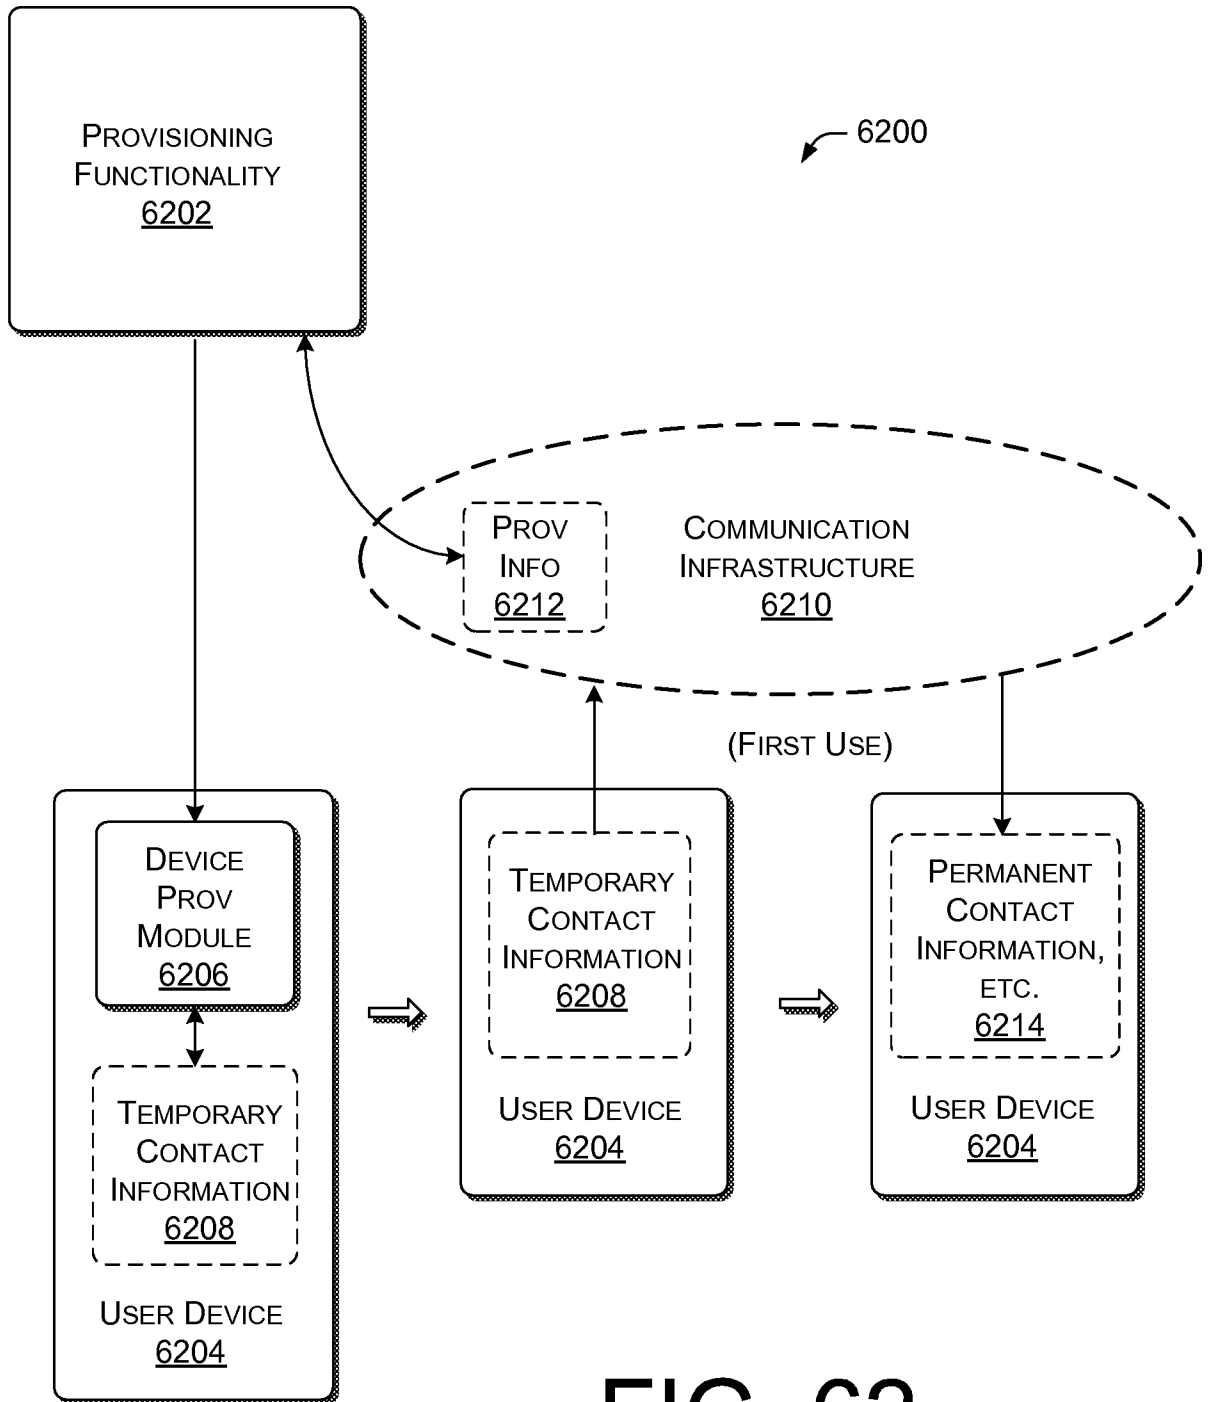 PROVISIONING
FUNCTIONALITY
6202
6200
PROV
INFO
6212
COMMUNICATION
INFRASTRUCTURE
6210
(FIRST USE)
DEVICE
PROV
MODULE
6206
TEMPORARY
CONTACT
INFORMATION
6208
USER DEVICE
6204
TEMPORARY
CONTACT
INFORMATION
6208
USER DEVICE
6204
PERMANENT
CONTACT
INFORMATION,
ETC.
6214
USER DEVICE
6204
FIG. 62